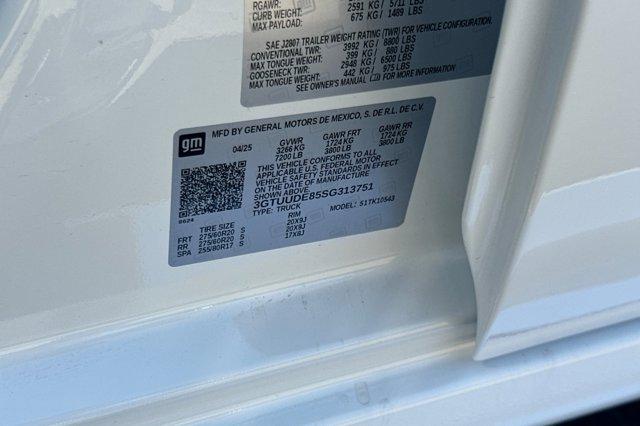 RGAWR: 2591 KG / 5711 LB
CURB WEIGHT: 675 KG / 1489 LBS
MAX PAYLOAD:
SAE J2807 TRAILER WEIGHT RATING (TWR) FOR VEHICLE CONFIGURATION.
CONVENTIONAL TWR: 3992 KG / 8800 LBS
MAX TONGUE WEIGHT: 399 KG / 880 LBS
GOOSENECK TWR: 2948 KG / 6500 LBS
MAX TONGUE WEIGHT: 442 KG / 975 LBS
SEE OWNER'S MANUAL FOR MORE INFORMATION
gm
MFD BY GENERAL MOTORS DE MEXICO, S. DE R.L. DE C.V.
04/25 GVWR GAWR FRT GAWR RR
3266 KG 1724 KG 1724 KG
7200 LB 3800 LB 3800 LB
THIS VEHICLE CONFORMS TO ALL
APPLICABLE U.S. FEDERAL MOTOR
VEHICLE SAFETY STANDARDS IN EFFECT
ON THE DATE OF MANUFACTURE
SHOWN ABOVE.
3GTUUDE85SG313751
TYPE: TRUCK MODEL: 51TK10543
TIRE SIZE RIM
FRT 275/60R20 S 20X9J
RR 275/60R20 S 20X9J
SPA 255/80R17 S 17X8J